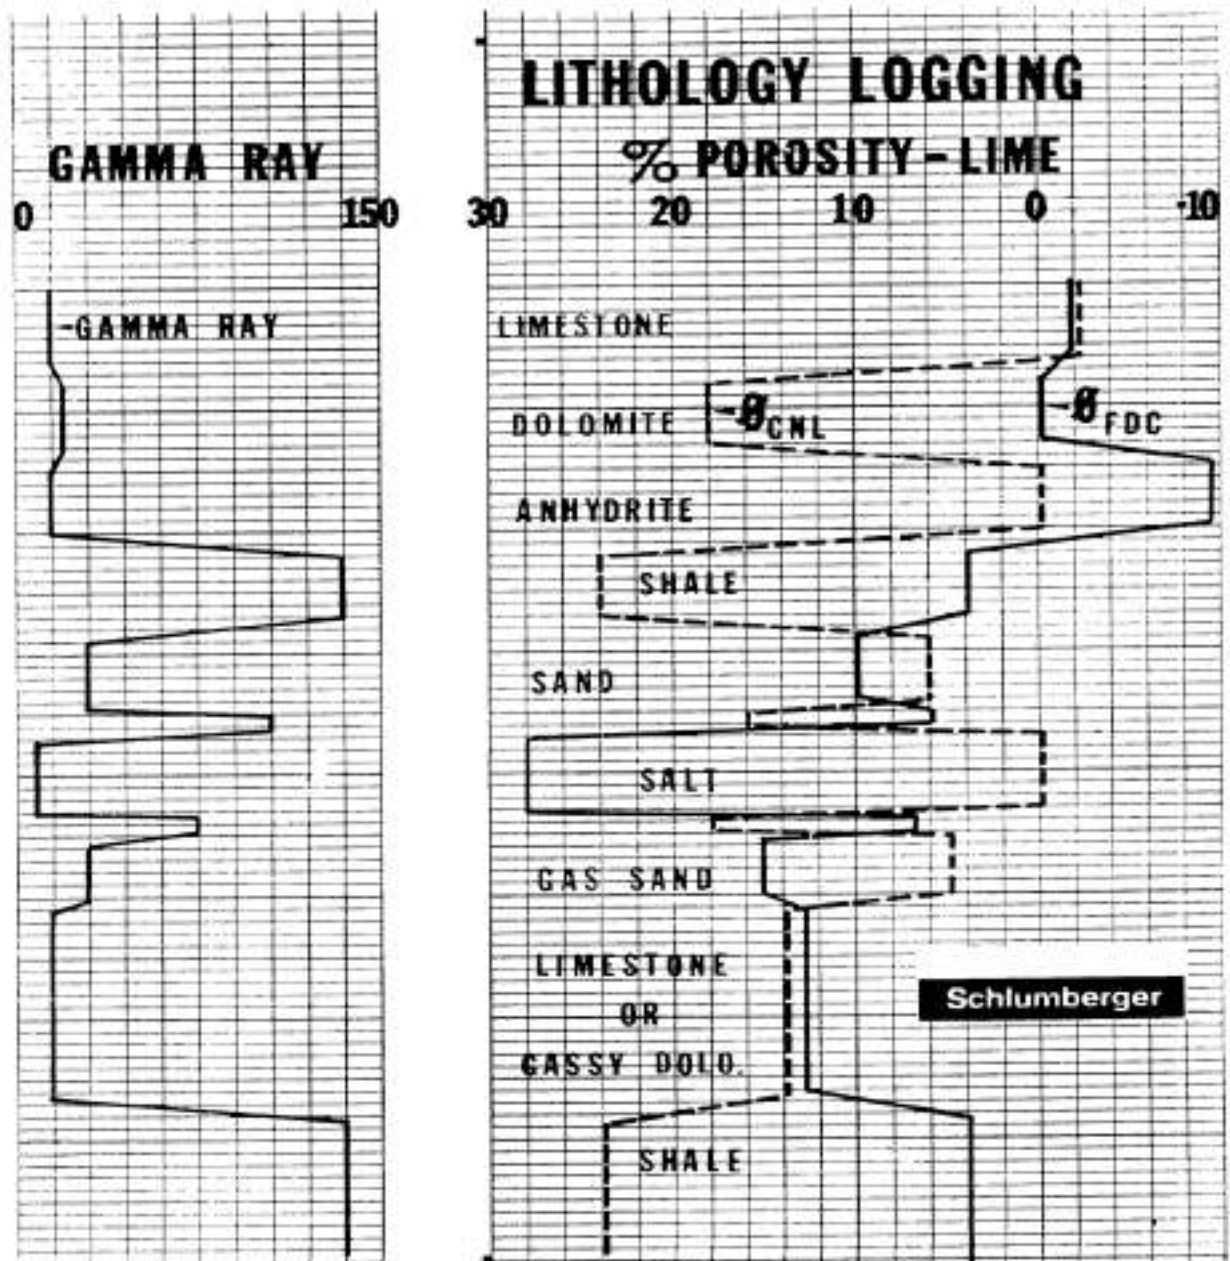 LITHOLOGY LOGGING
GAMMA RAY
% POROSITY - LIME
0 150
30 20 10 0 -10
-GAMMA RAY
LIMESTONE
DOLOMITE
-ØCNL
-ØFDC
ANHYDRITE
SHALE
SAND
SALT
GAS SAND
LIMESTONE
OR
GASSY DOLO.
Schlumberger
SHALE